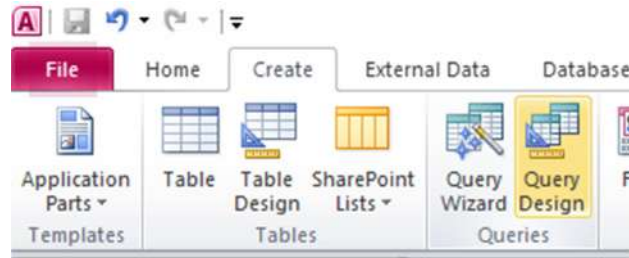 A
File Home Create External Data Database
Application Parts Table Table Design SharePoint Lists Query Wizard Query Design F
Templates Tables Queries